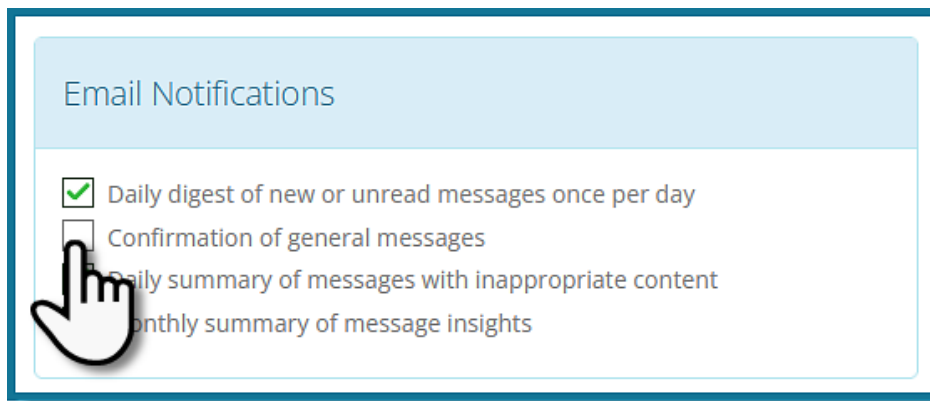 Email Notifications
Daily digest of new or unread messages once per day
Confirmation of general messages
Daily summary of messages with inappropriate content
Monthly summary of message insights